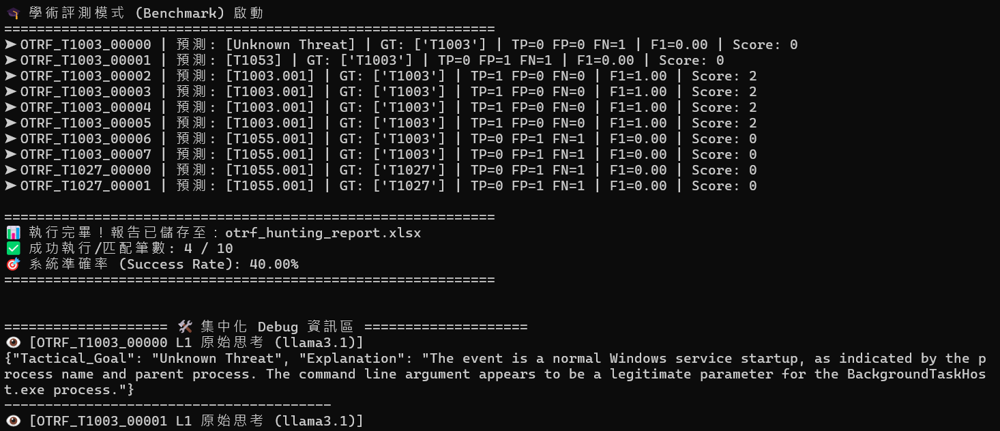 🎓 學術評測模式 (Benchmark) 啟動
============================================================
➤ OTRF_T1003_00000 | 預測: [Unknown Threat] | GT: ['T1003'] | TP=0 FP=0 FN=1 | F1=0.00 | Score: 0
➤ OTRF_T1003_00001 | 預測: [T1053] | GT: ['T1003'] | TP=0 FP=1 FN=1 | F1=0.00 | Score: 0
➤ OTRF_T1003_00002 | 預測: [T1003.001] | GT: ['T1003'] | TP=1 FP=0 FN=0 | F1=1.00 | Score: 2
➤ OTRF_T1003_00003 | 預測: [T1003.001] | GT: ['T1003'] | TP=1 FP=0 FN=0 | F1=1.00 | Score: 2
➤ OTRF_T1003_00004 | 預測: [T1003.001] | GT: ['T1003'] | TP=1 FP=0 FN=0 | F1=1.00 | Score: 2
➤ OTRF_T1003_00005 | 預測: [T1003.001] | GT: ['T1003'] | TP=1 FP=0 FN=0 | F1=1.00 | Score: 2
➤ OTRF_T1003_00006 | 預測: [T1055.001] | GT: ['T1003'] | TP=0 FP=1 FN=1 | F1=0.00 | Score: 0
➤ OTRF_T1003_00007 | 預測: [T1055.001] | GT: ['T1003'] | TP=0 FP=1 FN=1 | F1=0.00 | Score: 0
➤ OTRF_T1027_00000 | 預測: [T1055.001] | GT: ['T1027'] | TP=0 FP=1 FN=1 | F1=0.00 | Score: 0
➤ OTRF_T1027_00001 | 預測: [T1055.001] | GT: ['T1027'] | TP=0 FP=1 FN=1 | F1=0.00 | Score: 0
============================================================
📊 執行完畢！報告已儲存至：otrf_hunting_report.xlsx
✅ 成功執行/匹配筆數: 4 / 10
🎯 系統準確率 (Success Rate): 40.00%
============================================================
==================== 🛠️ 集中化 Debug 資訊區 ====================
👁️ [OTRF_T1003_00000 L1 原始思考 (llama3.1)]
{"Tactical_Goal": "Unknown Threat", "Explanation": "The event is a normal Windows service startup, as indicated by the p
rocess name and parent process. The command line argument appears to be a legitimate parameter for the BackgroundTaskHos
t.exe process."}
----------------------------------------
👁️ [OTRF_T1003_00001 L1 原始思考 (llama3.1)]